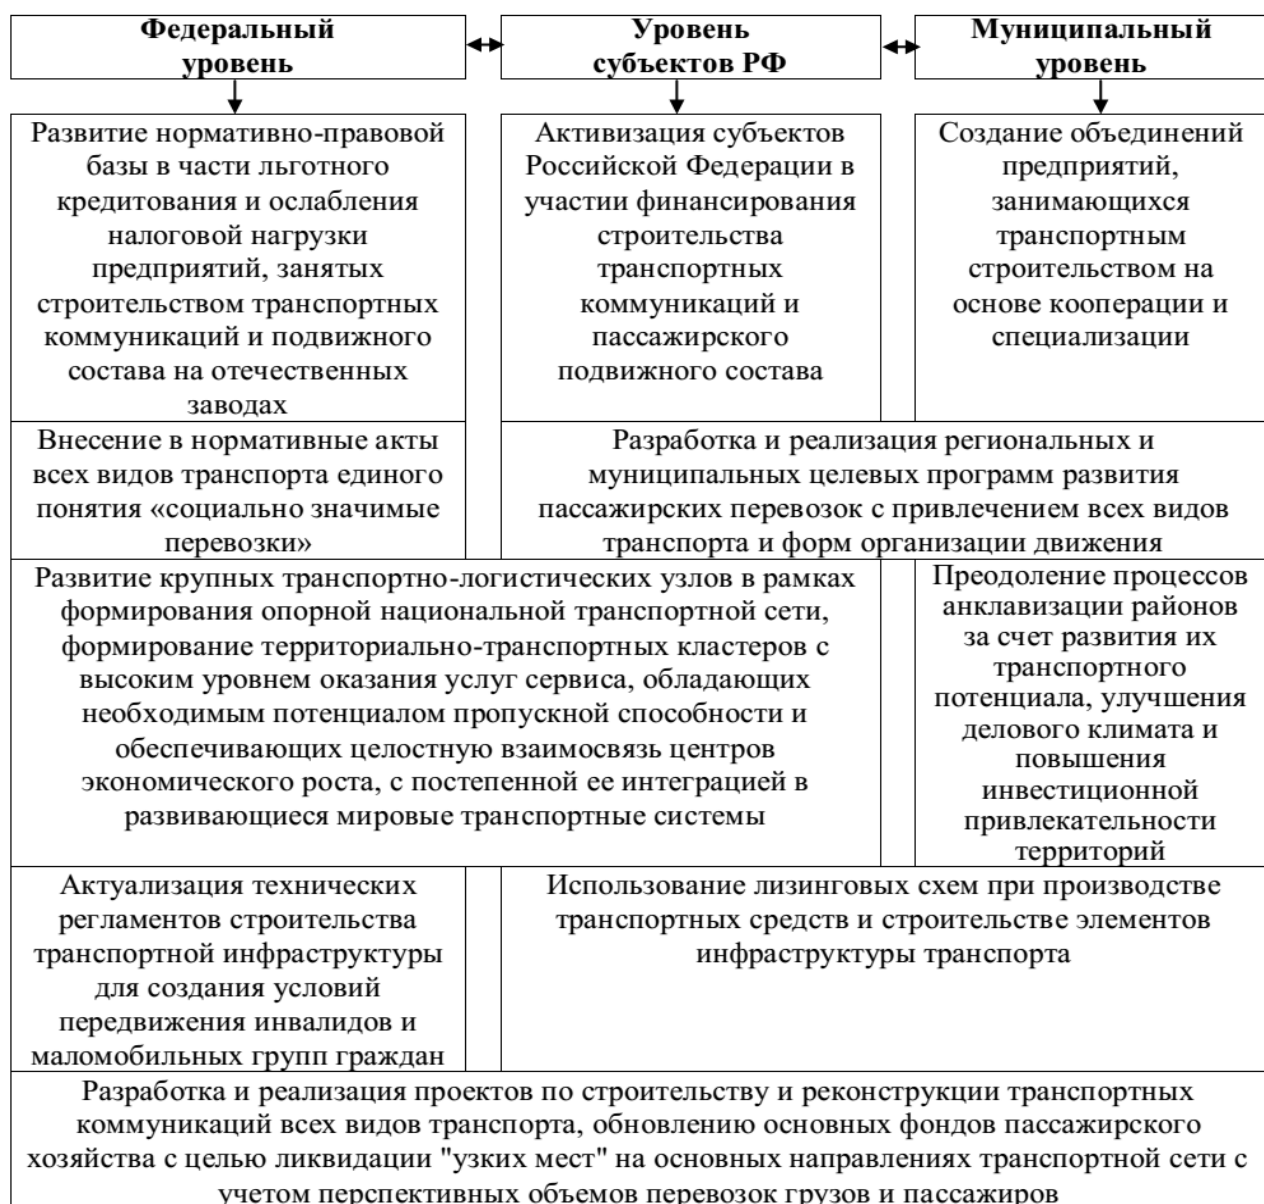 Федеральный
уровень
Уровень
субъектов РФ
Муниципальный
уровень
Развитие нормативно-правовой
базы в части льготного
кредитования и ослабления
налоговой нагрузки
предприятий, занятых
строительством транспортных
коммуникаций и подвижного
состава на отечественных
заводах
Активизация субъектов
Российской Федерации в
участии финансирования
строительства
транспортных
коммуникаций и
пассажирского
подвижного состава
Создание объединений
предприятий,
занимающихся
транспортным
строительством на
основе кооперации и
специализации
Внесение в нормативные акты
всех видов транспорта единого
понятия «социально значимые
перевозки»
Разработка и реализация региональных и
муниципальных целевых программ развития
пассажирских перевозок с привлечением всех видов
транспорта и форм организации движения
Развитие крупных транспортно-логистических узлов в рамках
формирования опорной национальной транспортной сети,
формирование территориально-транспортных кластеров с
высоким уровнем оказания услуг сервиса, обладающих
необходимым потенциалом пропускной способности и
обеспечивающих целостную взаимосвязь центров
экономического роста, с постепенной ее интеграцией в
развивающиеся мировые транспортные системы
Преодоление процессов
анклавизации районов
за счет развития их
транспортного
потенциала, улучшения
делового климата и
повышения
инвестиционной
привлекательности
территорий
Актуализация технических
регламентов строительства
транспортной инфраструктуры
для создания условий
передвижения инвалидов и
маломобильных групп граждан
Использование лизинговых схем при производстве
транспортных средств и строительстве элементов
инфраструктуры транспорта
Разработка и реализация проектов по строительству и реконструкции транспортных
коммуникаций всех видов транспорта, обновлению основных фондов пассажирского
хозяйства с целью ликвидации "узких мест" на основных направлениях транспортной сети с
учетом перспективных объемов перевозок грузов и пассажиров